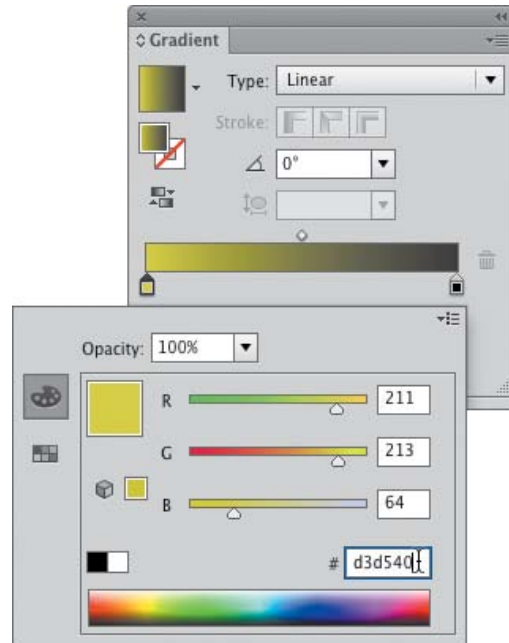 Gradient
Type: Linear
Stroke:
0°
Opacity: 100%
R 211
G 213
B 64
# d3d540